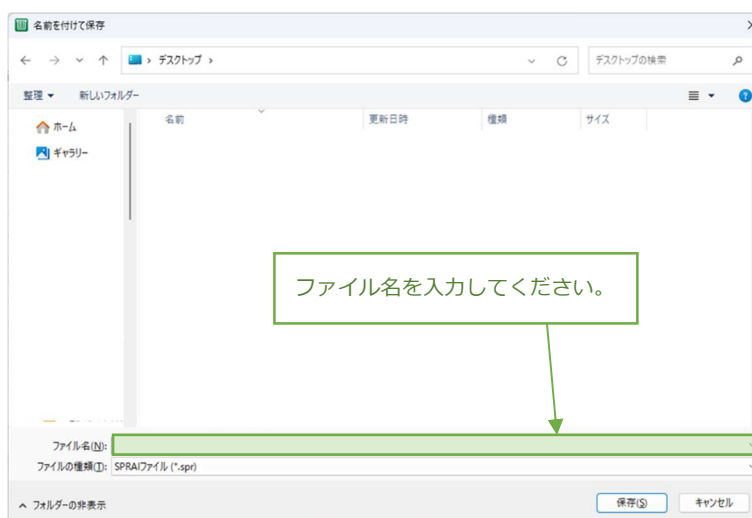 名前を付けて保存
デスクトップ
デスクトップの検索
整理 新しいフォルダー
ホーム
ギャラリー
名前 更新日時 種類 サイズ
ファイル名を入力してください。
ファイル名(N):
ファイルの種類(T): SPRAIファイル (*.spr)
フォルダーの非表示 保存(S) キャンセル